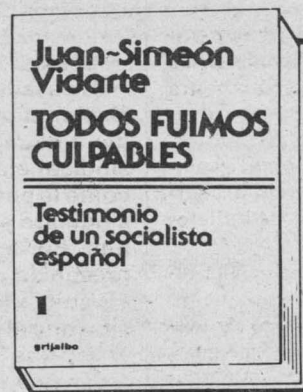 Juan-Simeón
Vidarte
TODOS FUIMOS
CULPABLES
Testimonio
de un socialista
español
1
grijalbo